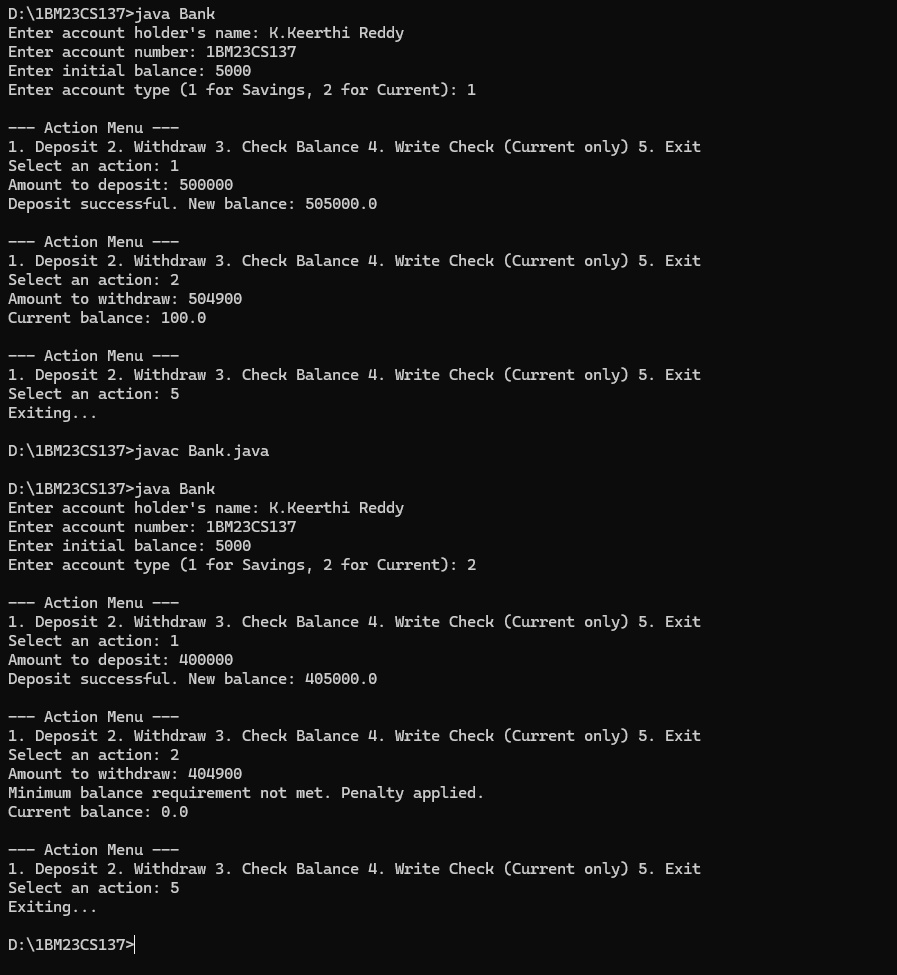 D:\1BM23CS137>java Bank
Enter account holder's name: K.Keerthi Reddy
Enter account number: 1BM23CS137
Enter initial balance: 5000
Enter account type (1 for Savings, 2 for Current): 1

--- Action Menu ---
1. Deposit 2. Withdraw 3. Check Balance 4. Write Check (Current only) 5. Exit
Select an action: 1
Amount to deposit: 500000
Deposit successful. New balance: 505000.0

--- Action Menu ---
1. Deposit 2. Withdraw 3. Check Balance 4. Write Check (Current only) 5. Exit
Select an action: 2
Amount to withdraw: 504900
Current balance: 100.0

--- Action Menu ---
1. Deposit 2. Withdraw 3. Check Balance 4. Write Check (Current only) 5. Exit
Select an action: 5
Exiting...

D:\1BM23CS137>javac Bank.java

D:\1BM23CS137>java Bank
Enter account holder's name: K.Keerthi Reddy
Enter account number: 1BM23CS137
Enter initial balance: 5000
Enter account type (1 for Savings, 2 for Current): 2

--- Action Menu ---
1. Deposit 2. Withdraw 3. Check Balance 4. Write Check (Current only) 5. Exit
Select an action: 1
Amount to deposit: 400000
Deposit successful. New balance: 405000.0

--- Action Menu ---
1. Deposit 2. Withdraw 3. Check Balance 4. Write Check (Current only) 5. Exit
Select an action: 2
Amount to withdraw: 404900
Minimum balance requirement not met. Penalty applied.
Current balance: 0.0

--- Action Menu ---
1. Deposit 2. Withdraw 3. Check Balance 4. Write Check (Current only) 5. Exit
Select an action: 5
Exiting...

D:\1BM23CS137>